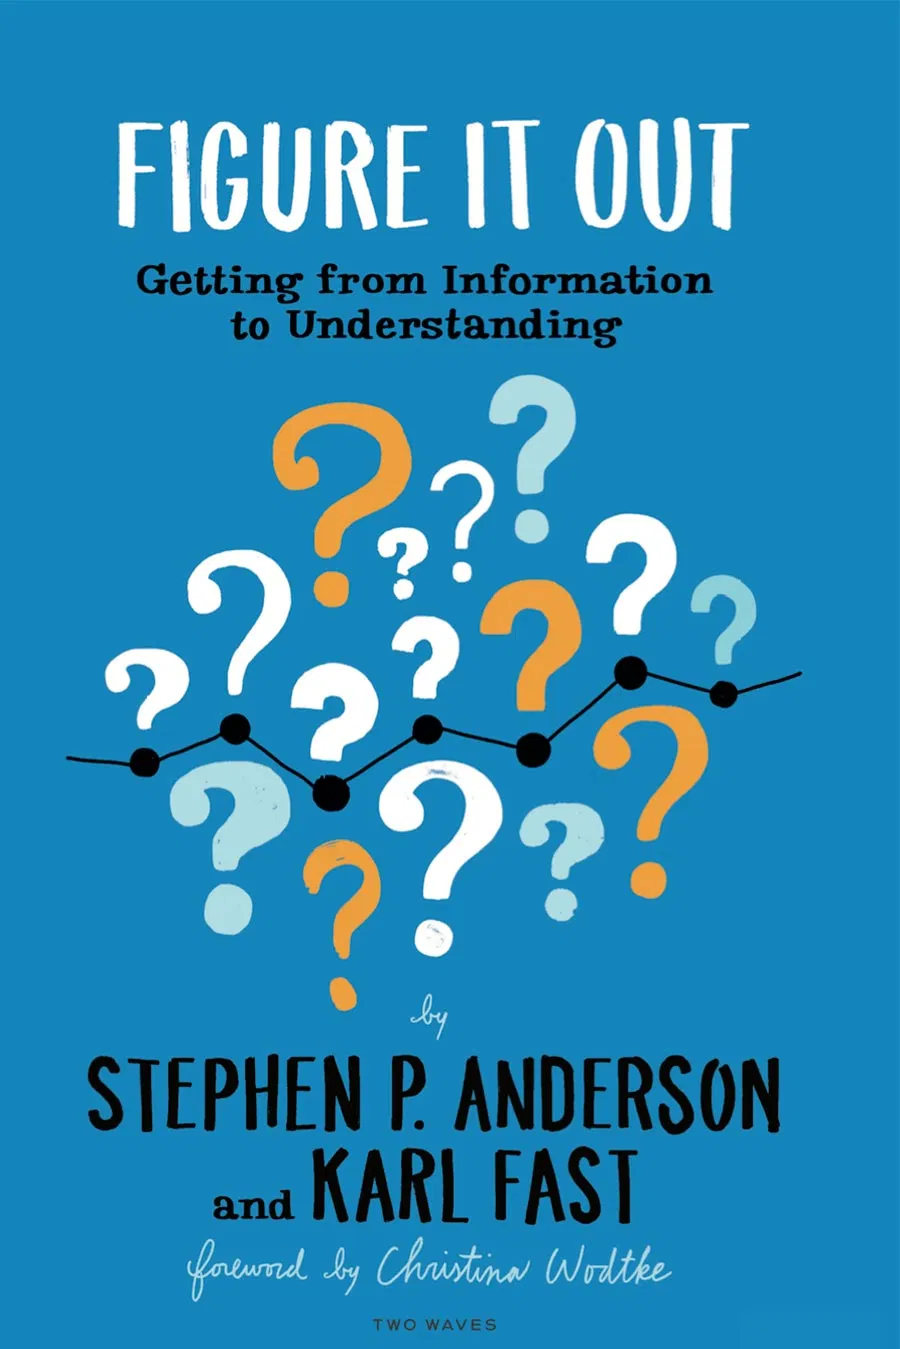 FIGURE IT OUT
Getting from Information
to Understanding
by
STEPHEN P. ANDERSON
and KARL FAST
foreword by Christina Wodtke
TWO WAVES